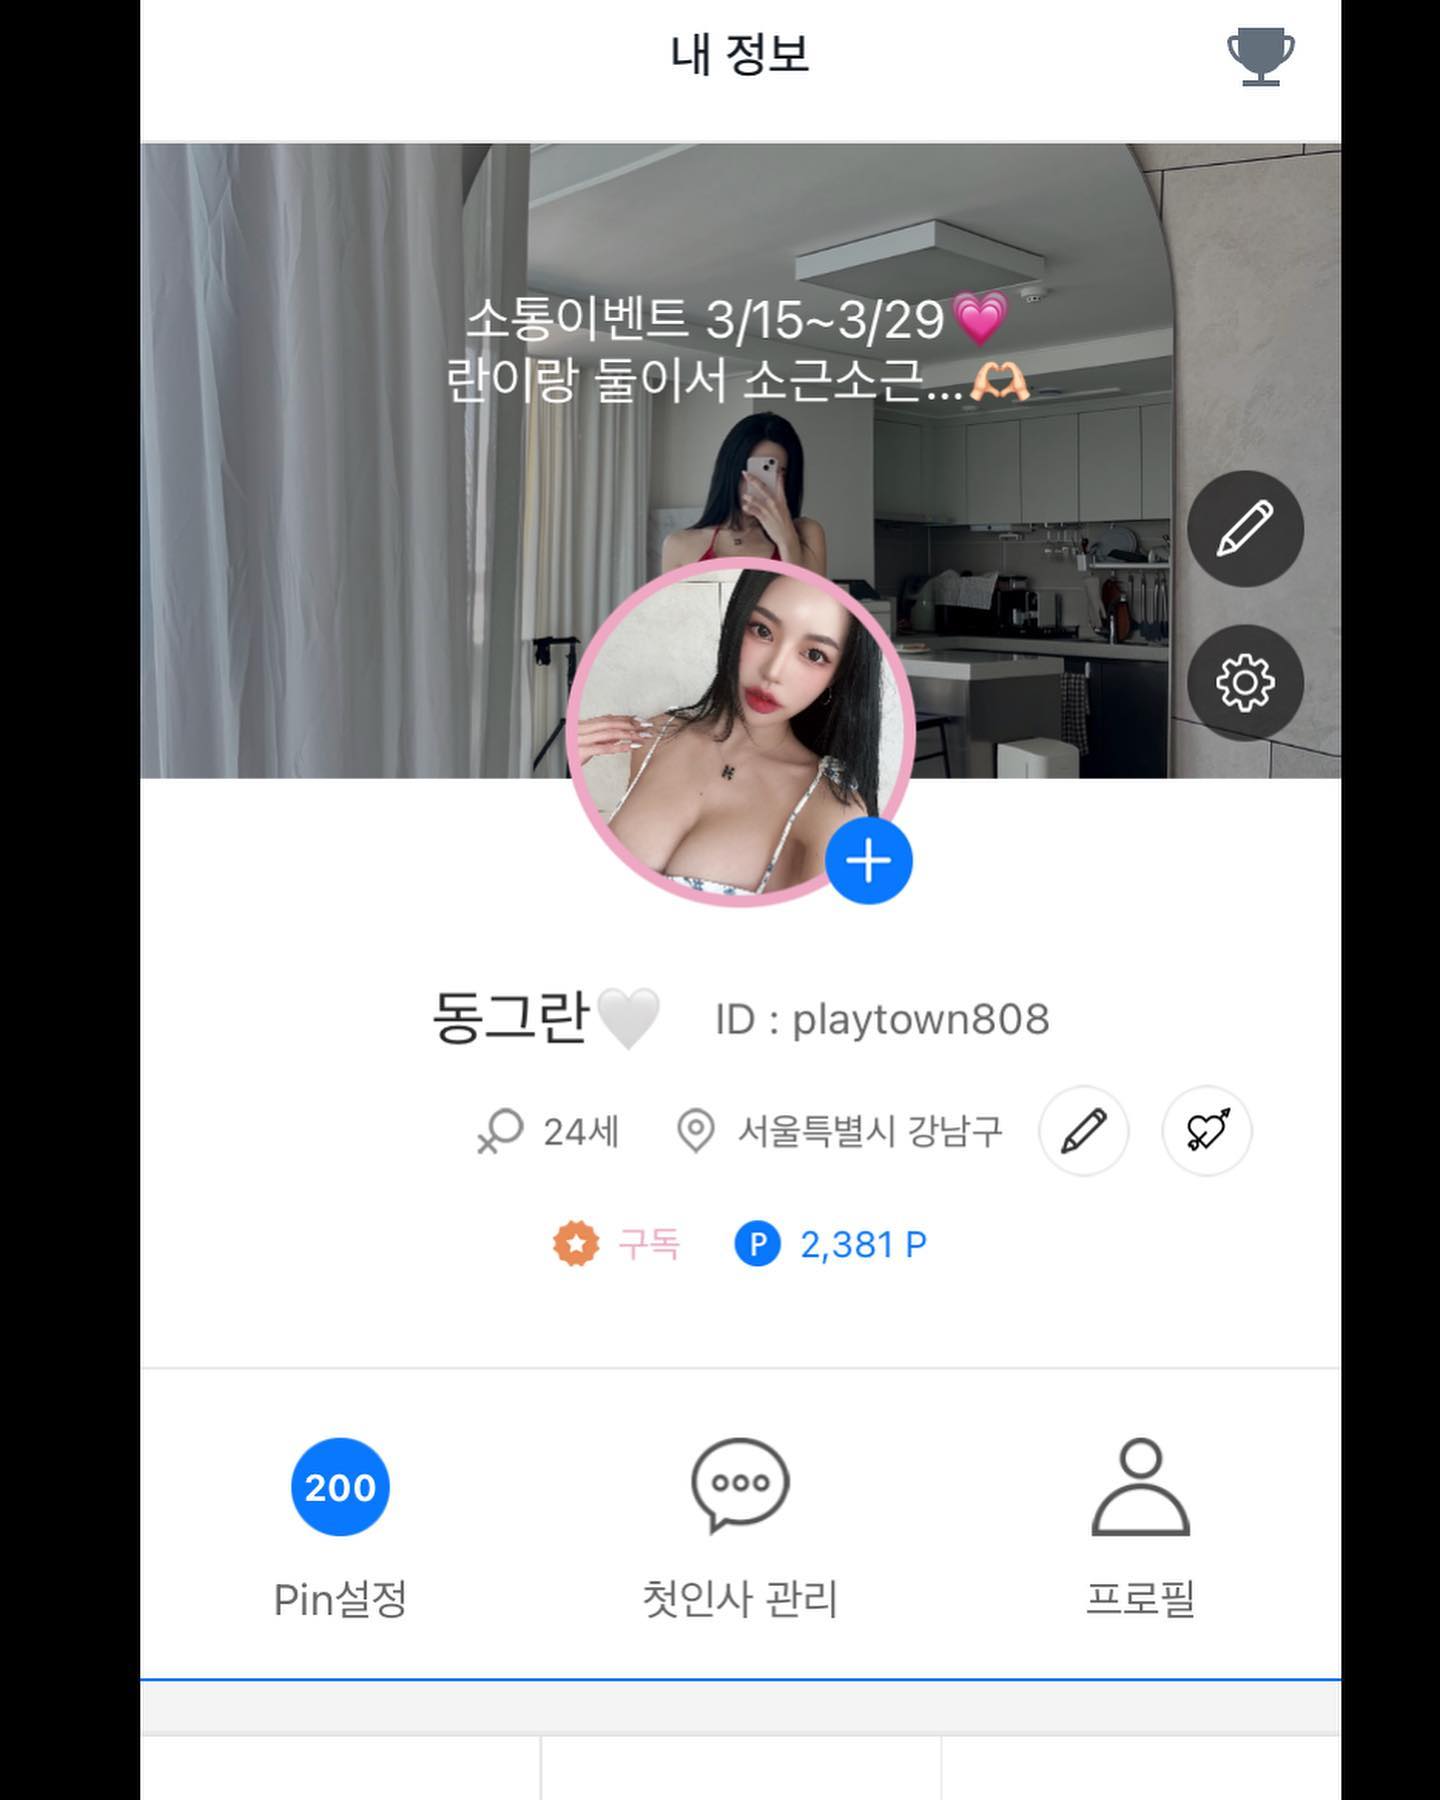 내 정보
소통이벤트 3/15~3/29💗
란이랑 둘이서 소근소근...🫶🏻
동그란🤍 ID : playtown808
24세 서울특별시 강남구
구독 P 2,381 P
200
Pin설정 첫인사 관리 프로필